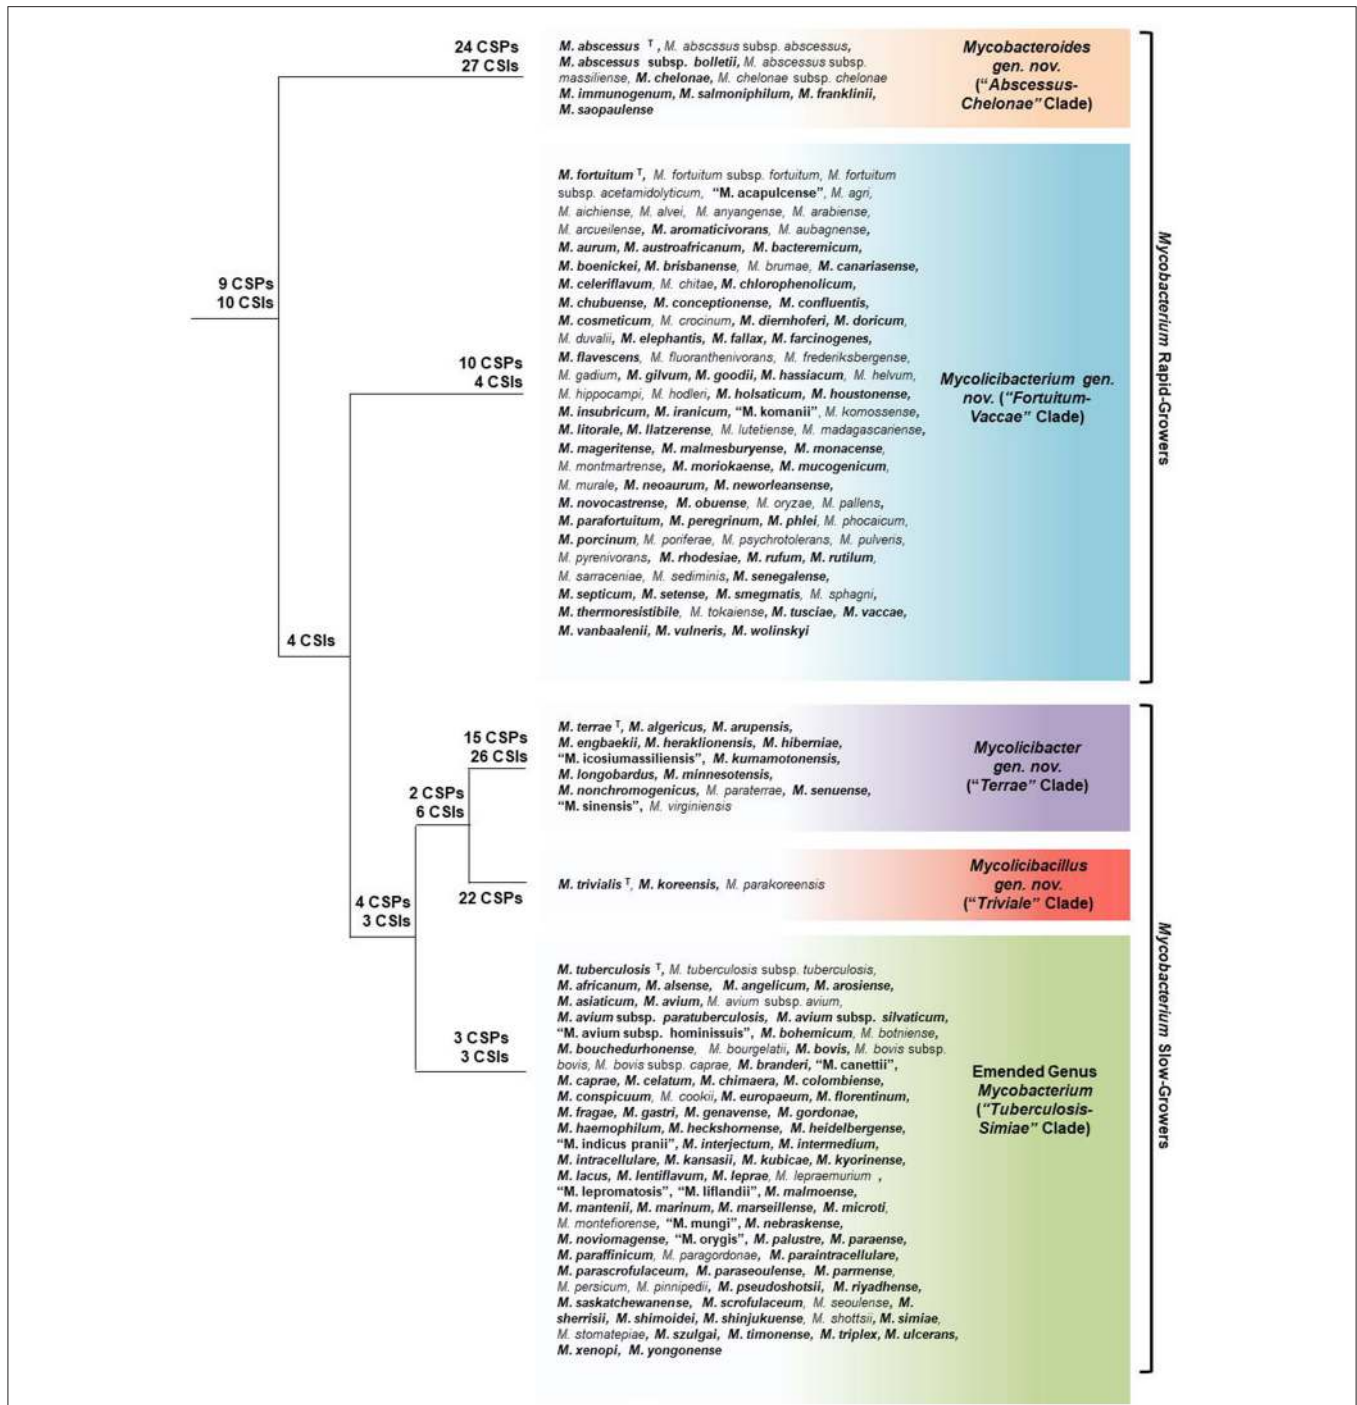 24 CSPs
27 CSIs
M. abscessus T, M. abscssus subsp. abscessus,
M. abscessus subsp. bolletii, M. abscessus subsp.
massiliense, M. chelonae, M. chelonae subsp. chelonae
M. immunogenum, M. salmoniphilum, M. franklinii,
M. saopaulense
Mycobacteroides
gen. nov.
("Abscessus-
Chelonae" Clade)
9 CSPs
10 CSIs
10 CSPs
4 CSIs
M. fortuitum T, M. fortuitum subsp. fortuitum, M. fortuitum
subsp. acetamidolyticum, "M. acapulcense", M. agri,
M. aichiense, M. alvei, M. anyangense, M. arabiense,
M. arcueilense, M. aromaticivorans, M. aubagnense,
M. aurum, M. austroafricanum, M. bacteremicum,
M. boenickei, M. brisbanense, M. brumae, M. canariasense,
M. celeriflavum, M. chitae, M. chlorophenolicum,
M. chubuense, M. conceptionense, M. confluentis,
M. cosmeticum, M. crocinum, M. diernhoferi, M. doricum,
M. duvalii, M. elephantis, M. fallax, M. farcinogenes,
M. flavescens, M. fluoranthenivorans, M. frederiksbergense,
M. gadium, M. gilvum, M. goodii, M. hassiacum, M. helvum,
M. hippocampi, M. hodleri, M. holsaticum, M. houstonense,
M. insubricum, M. iranicum, "M. komanii", M. komossense,
M. litorale, M. llatzerense, M. lutetiense, M. madagascariense,
M. mageritense, M. malmesburyense, M. monacense,
M. montmartrense, M. moriokaense, M. mucogenicum,
M. murale, M. neoaurum, M. neworleansense,
M. novocastrense, M. obuense, M. oryzae, M. pallens,
M. parafortuitum, M. peregrinum, M. phlei, M. phocaicum,
M. porcinum, M. poriferae, M. psychrotolerans, M. pulveris,
M. pyrenivorans, M. rhodesiae, M. rufum, M. rutilum,
M. sarraceniae, M. sediminis, M. senegalense,
M. septicum, M. setense, M. smegmatis, M. sphagni,
M. thermoresistibile, M. tokaiense, M. tusciae, M. vaccae,
M. vanbaalenii, M. vulneris, M. wolinskyi
Mycolicibacterium gen.
nov. ("Fortuitum-
Vaccae" Clade)
Mycobacterium Rapid-Growers
4 CSIs
15 CSPs
26 CSIs
M. terrae T, M. algericus, M. arupensis,
M. engbaekii, M. heraklionensis, M. hiberniae,
"M. icosiumassiliensis", M. kumamotonensis,
M. longobardus, M. minnesotensis,
M. nonchromogenicus, M. paraterrae, M. senuense,
"M. sinensis", M. virginiensis
Mycolicibacter
gen. nov.
("Terrae" Clade)
2 CSPs
6 CSIs
22 CSPs
M. trivialis T, M. koreensis, M. parakoreensis
Mycolicibacillus
gen. nov.
("Triviale" Clade)
4 CSPs
3 CSIs
3 CSPs
3 CSIs
M. tuberculosis T, M. tuberculosis subsp. tuberculosis,
M. africanum, M. alsense, M. angelicum, M. arosiense,
M. asiaticum, M. avium, M. avium subsp. avium,
M. avium subsp. paratuberculosis, M. avium subsp. silvaticum,
"M. avium subsp. hominissuis", M. bohemicum, M. botniense,
M. bouchedurhonense, M. bourgelatii, M. bovis, M. bovis subsp.
bovis, M. bovis subsp. caprae, M. branderi, "M. canettii",
M. caprae, M. celatum, M. chimaera, M. colombiense,
M. conspicuum, M. cookii, M. europaeum, M. florentinum,
M. fragae, M. gastri, M. genavense, M. gordonae,
M. haemophilum, M. heckshornense, M. heidelbergense,
"M. indicus pranii", M. interjectum, M. intermedium,
M. intracellulare, M. kansasii, M. kubicae, M. kyorinense,
M. lacus, M. lentiflavum, M. leprae, M. lepraemurium ,
"M. lepromatosis", "M. liflandii", M. malmoense,
M. mantenii, M. marinum, M. marseillense, M. microti,
M. montefiorense, "M. mungi", M. nebraskense,
M. noviomagense, "M. orygis", M. palustre, M. paraense,
M. paraffinicum, M. paragordonae, M. paraintracellulare,
M. parascrofulaceum, M. paraseoulense, M. parmense,
M. persicum, M. pinnipedii, M. pseudoshotsii, M. riyadhense,
M. saskatchewanense, M. scrofulaceum, M. seoulense, M.
sherrisii, M. shimoidei, M. shinjukuense, M. shottsii, M. simiae,
M. stomatepiae, M. szulgai, M. timonense, M. triplex, M. ulcerans,
M. xenopi, M. yongonense
Emended Genus
Mycobacterium
("Tuberculosis-
Simiae" Clade)
Mycobacterium Slow-Growers